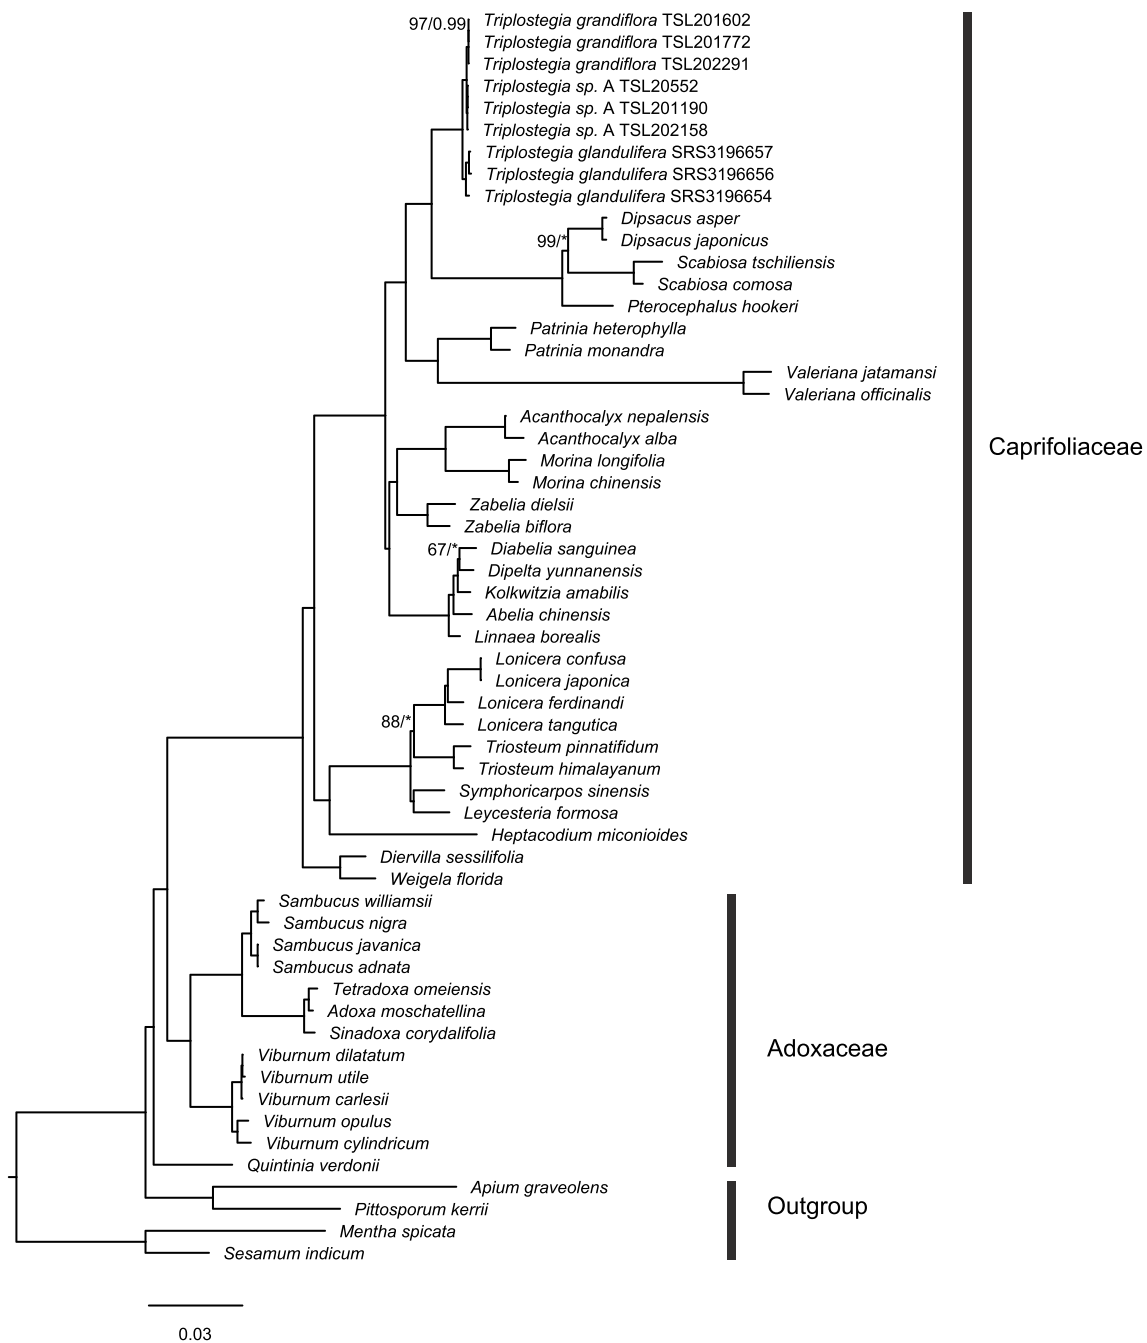 97/0.99
Triplostegia grandiflora TSL201602
Triplostegia grandiflora TSL201772
Triplostegia grandiflora TSL202291
Triplostegia sp. A TSL20552
Triplostegia sp. A TSL201190
Triplostegia sp. A TSL202158
Triplostegia glandulifera SRS3196657
Triplostegia glandulifera SRS3196656
Triplostegia glandulifera SRS3196654
Dipsacus asper
99/*
Dipsacus japonicus
Scabiosa tschiliensis
Scabiosa comosa
Pterocephalus hookeri
Patrinia heterophylla
Patrinia monandra
Valeriana jatamansi
Valeriana officinalis
Acanthocalyx nepalensis
Acanthocalyx alba
Caprifoliaceae
Morina longifolia
Morina chinensis
Zabelia dielsii
Zabelia biflora
67/*
Diabelia sanguinea
Dipelta yunnanensis
Kolkwitzia amabilis
Abelia chinensis
Linnaea borealis
Lonicera confusa
Lonicera japonica
Lonicera ferdinandi
88/*
Lonicera tangutica
Triosteum pinnatifidum
Triosteum himalayanum
Symphoricarpos sinensis
Leycesteria formosa
Heptacodium miconioides
Diervilla sessilifolia
Weigela florida
Sambucus williamsii
Sambucus nigra
Sambucus javanica
Sambucus adnata
Tetradoxa omeiensis
Adoxa moschatellina
Sinadoxa corydalifolia
Adoxaceae
Viburnum dilatatum
Viburnum utile
Viburnum carlesii
Viburnum opulus
Viburnum cylindricum
Quintinia verdonii
Apium graveolens
Outgroup
Pittosporum kerrii
Mentha spicata
Sesamum indicum
0.03